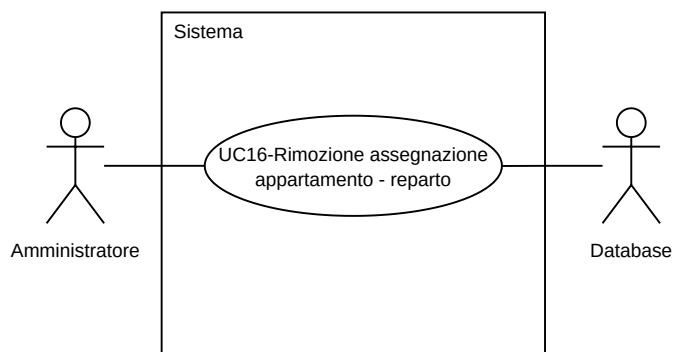 Sistema
UC16-Rimozione assegnazione
appartamento - reparto
Amministratore
Database